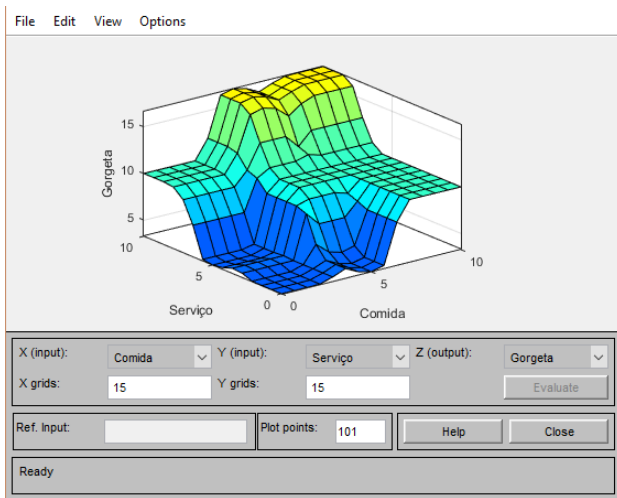 File Edit View Options
15
10
5
Gorgeta
10
5
0
Serviço
0
5
10
Comida
X (input): Comida Y (input): Serviço Z (output): Gorgeta
X grids: 15 Y grids: 15 Evaluate
Ref. Input: Plot points: 101 Help Close
Ready